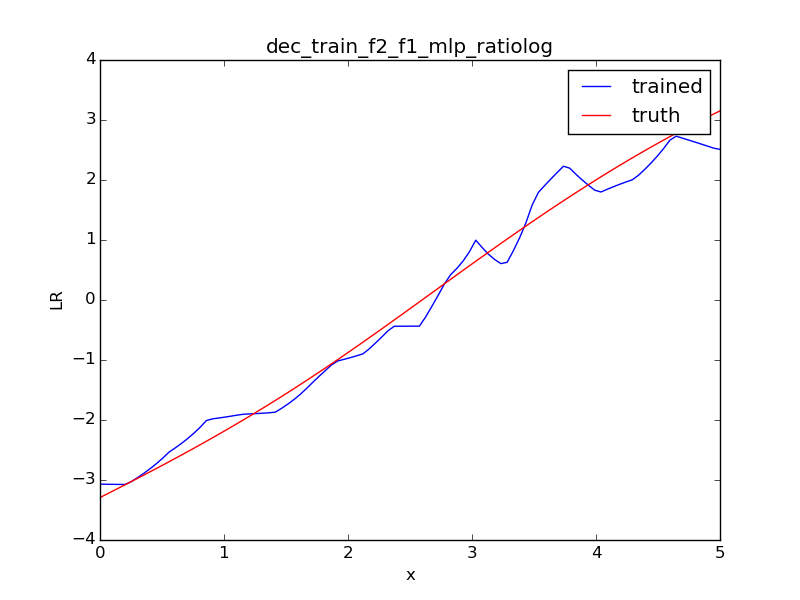 dec_train_f2_f1_mlp_ratiolog
trained
truth
4
3
2
1
0
−1
−2
−3
−4
LR
0 1 2 3 4 5
x